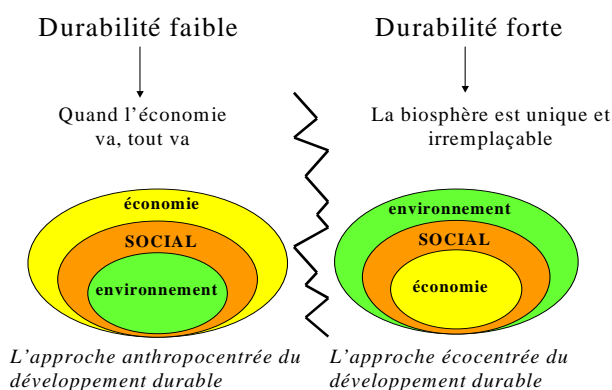 Durabilité faible
Quand l'économie
va, tout va
économie
SOCIAL
environnement
L'approche anthropocentrée du
développement durable
Durabilité forte
La biosphère est unique et
irremplaçable
environnement
SOCIAL
économie
L'approche écocentrée du
développement durable